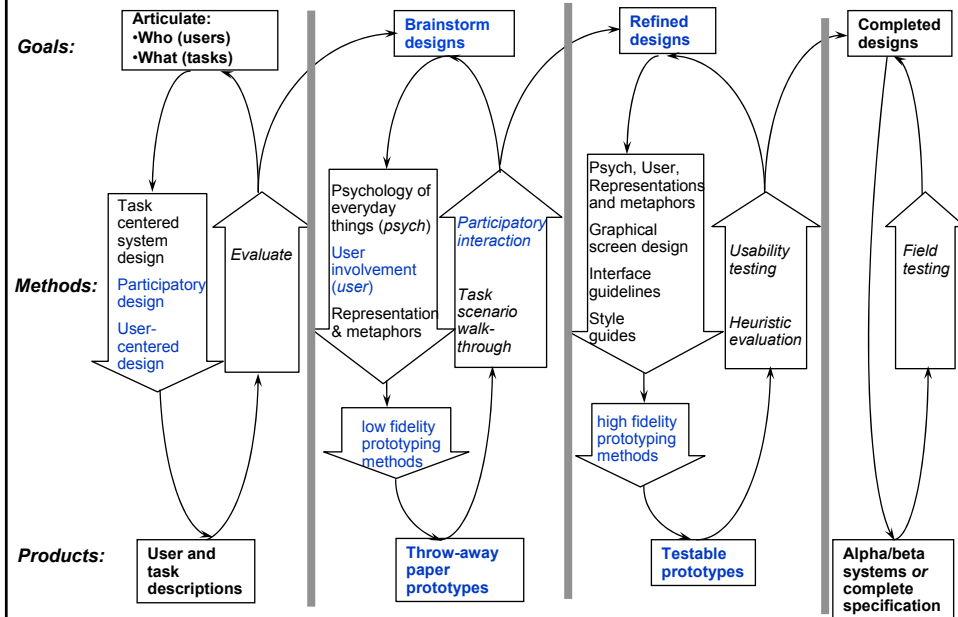 Goals:
Articulate:
•Who (users)
•What (tasks)
Brainstorm
designs
Refined
designs
Completed
designs
Methods:
Task
centered
system
design
Participatory
design
User-
centered
design
Evaluate
Psychology of
everyday
things (psych)
User
involvement
(user)
Representation
& metaphors
low fidelity
prototyping
methods
Participatory
interaction
Task
scenario
walk-
through
Psych, User,
Representations
and metaphors
Graphical
screen design
Interface
guidelines
Style
guides
high fidelity
prototyping
methods
Usability
testing
Heuristic
evaluation
Field
testing
Products:
User and
task
descriptions
Throw-away
paper
prototypes
Testable
prototypes
Alpha/beta
systems or
complete
specification